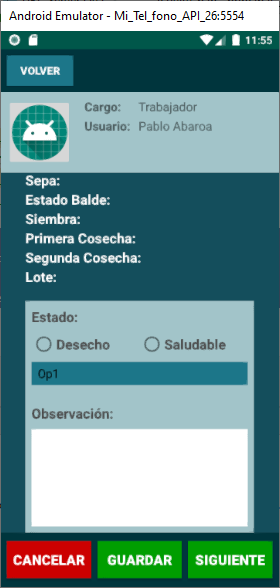 Android Emulator - Mi_Tel_fono_API_26:5554
11:55
VOLVER
Cargo: Trabajador
Usuario: Pablo Abaroa
Sepa:
Estado Balde:
Siembra:
Primera Cosecha:
Segunda Cosecha:
Lote:
Estado:
Desecho Saludable
Op1
Observación:
CANCELAR GUARDAR SIGUIENTE